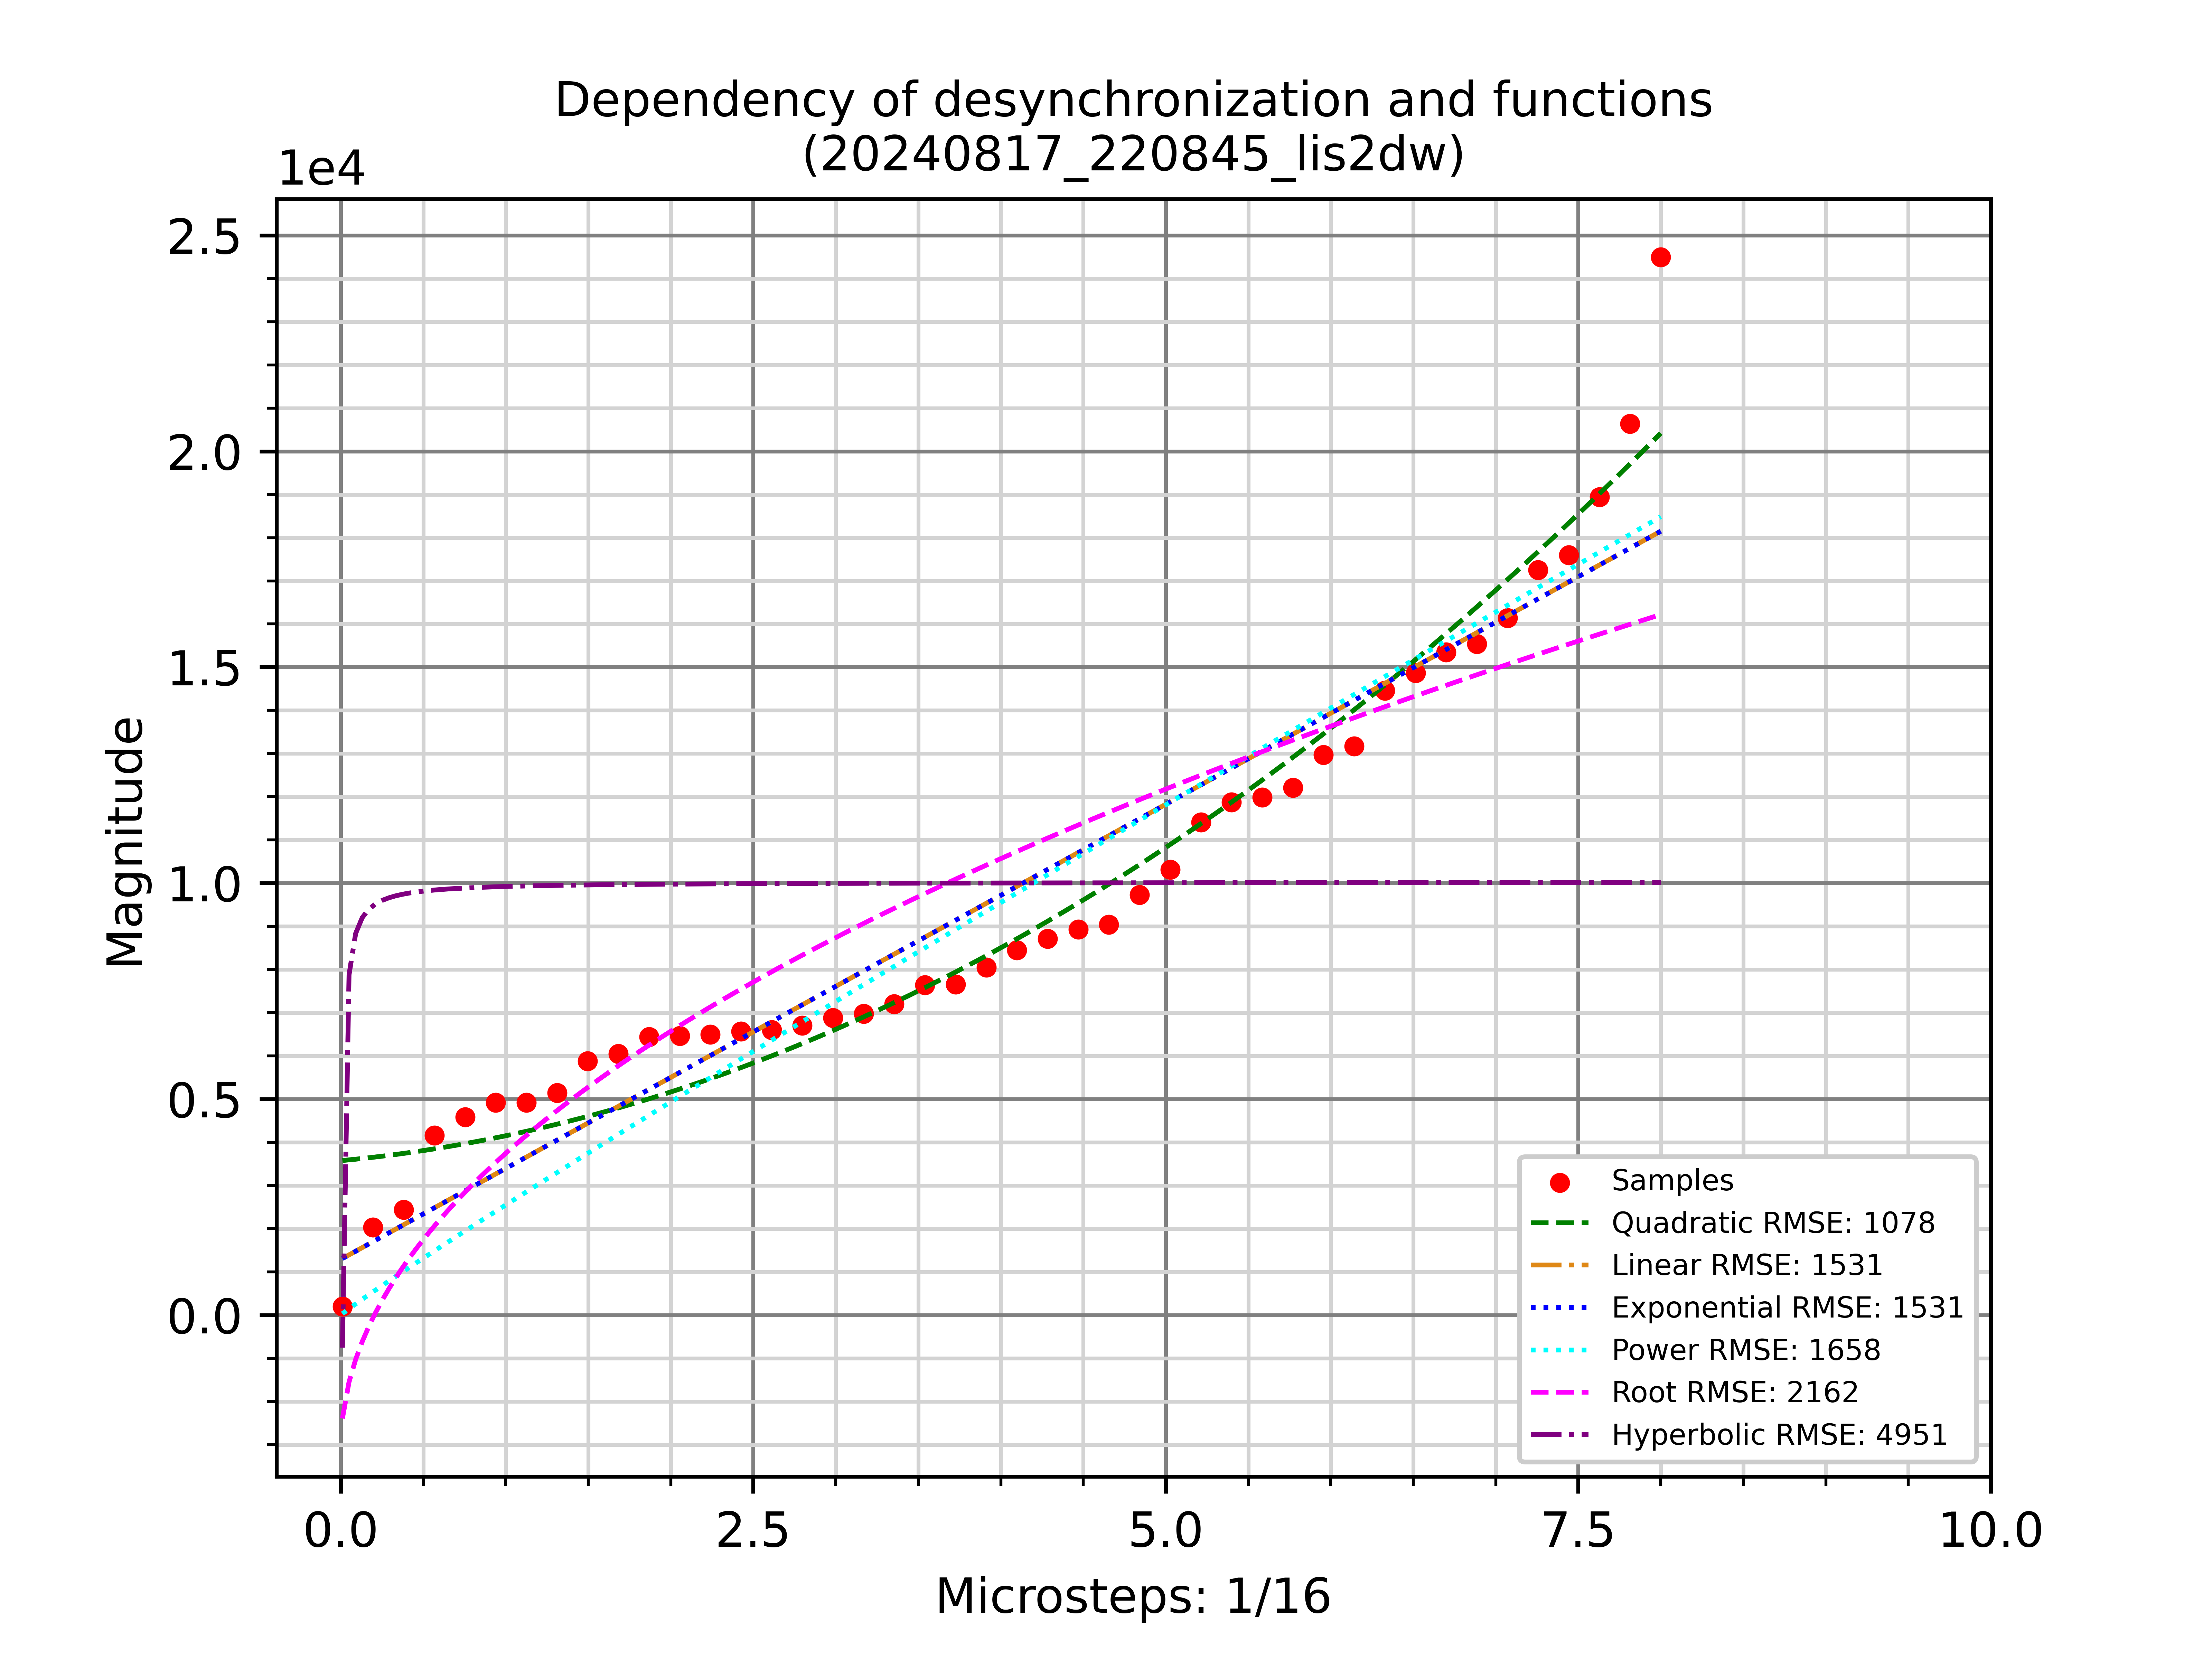 Dependency of desynchronization and functions
(20240817_220845_lis2dw)
1e4
2.5
2.0
1.5
1.0
0.5
0.0
Magnitude
Samples
Quadratic RMSE: 1078
Linear RMSE: 1531
Exponential RMSE: 1531
Power RMSE: 1658
Root RMSE: 2162
Hyperbolic RMSE: 4951
0.0 2.5 5.0 7.5 10.0
Microsteps: 1/16